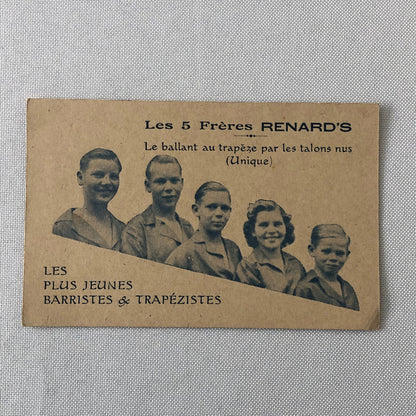 Les 5 Frères RENARD'S
Le ballant au trapèze par les talons nus
(Unique)
LES
PLUS JEUNES
BARRISTES & TRAPÉZISTES